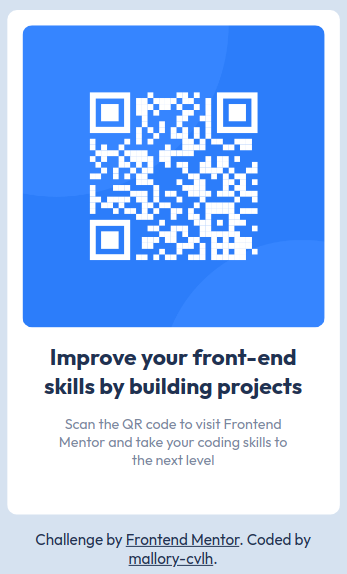 Improve your front-end
skills by building projects
Scan the QR code to visit Frontend
Mentor and take your coding skills to
the next level
Challenge by Frontend Mentor. Coded by
mallory-cvlh.